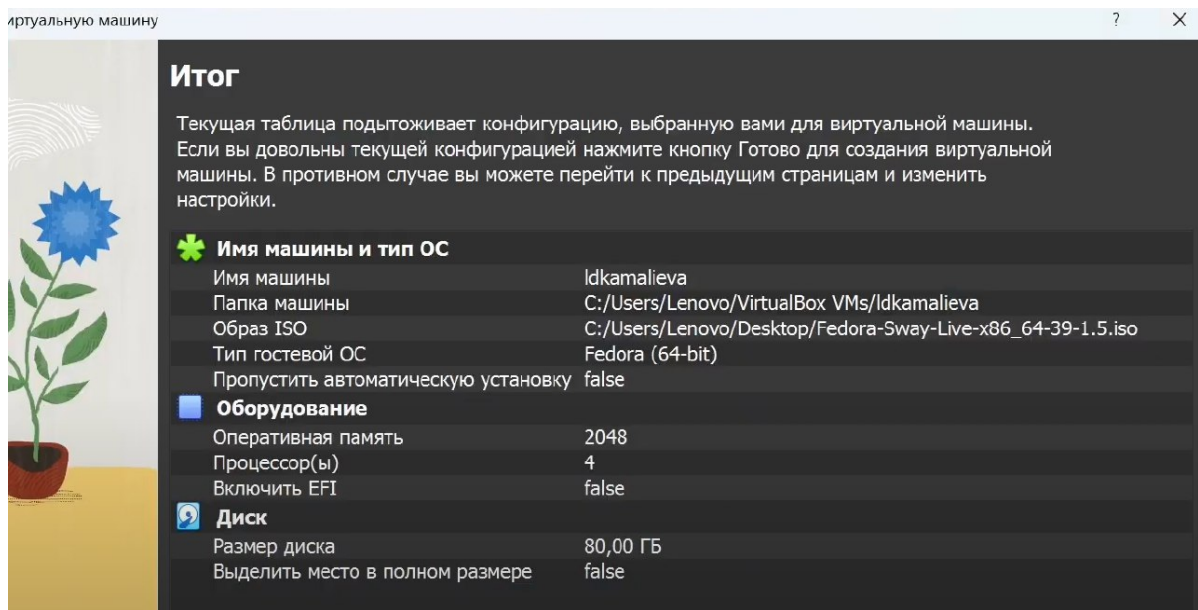 иртуальную машину ?
Итог
Текущая таблица подытоживает конфигурацию, выбранную вами для виртуальной машины.
Если вы довольны текущей конфигурацией нажмите кнопку Готово для создания виртуальной
машины. В противном случае вы можете перейти к предыдущим страницам и изменить
настройки.
Имя машины и тип ОС
Имя машины ldkamalieva
Папка машины C:/Users/Lenovo/VirtualBox VMs/ldkamalieva
Образ ISO C:/Users/Lenovo/Desktop/Fedora-Sway-Live-x86_64-39-1.5.iso
Тип гостевой ОС Fedora (64-bit)
Пропустить автоматическую установку false
Оборудование
Оперативная память 2048
Процессор(ы) 4
Включить EFI false
Диск
Размер диска 80,00 ГБ
Выделить место в полном размере false